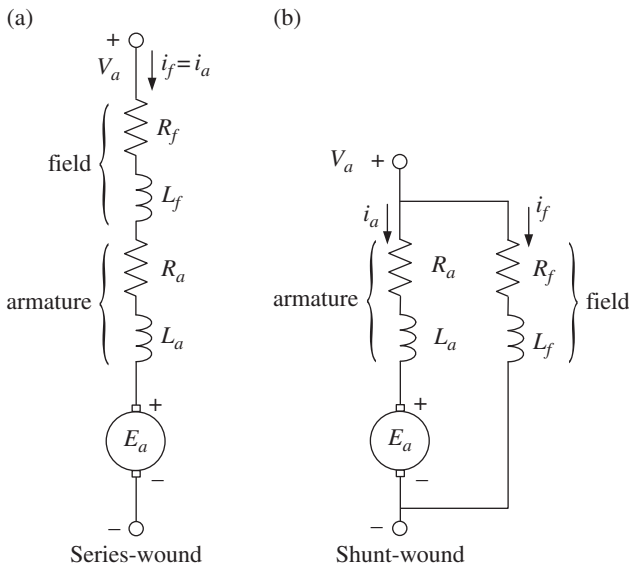 (a)
+
V_a
i_f = i_a
R_f
field
L_f
R_a
armature
L_a
+
E_a
−
−
Series-wound
(b)
V_a +
i_a
i_f
R_a
R_f
armature
field
L_a
L_f
+
E_a
−
−
Shunt-wound